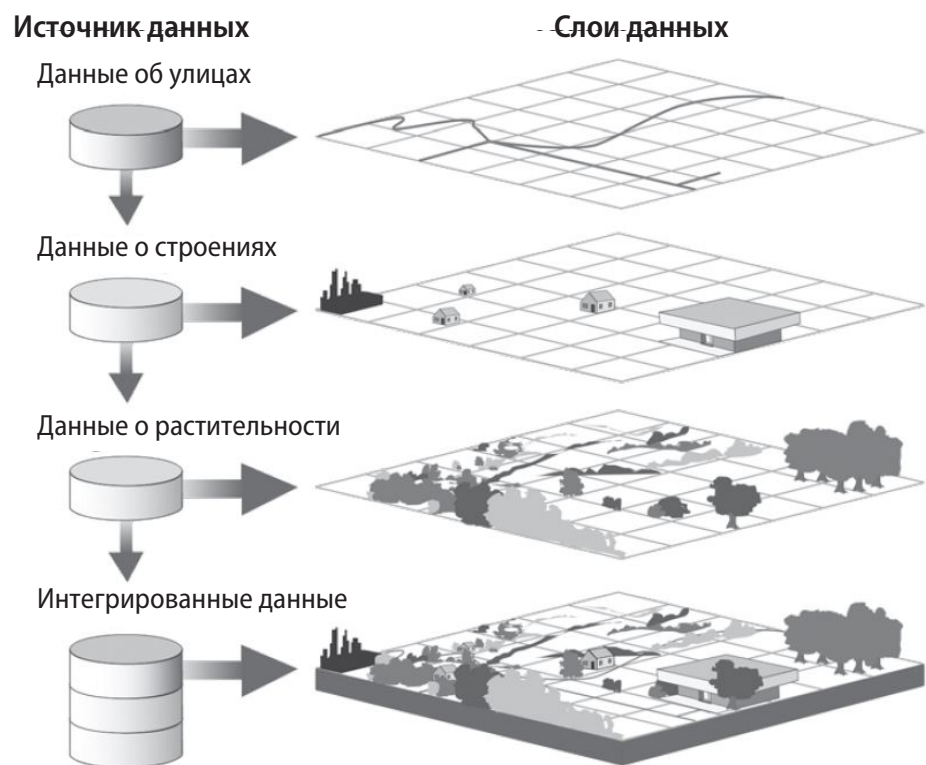 Источник данных
Слои данных
Данные об улицах
Данные о строениях
Данные о растительности
Интегрированные данные